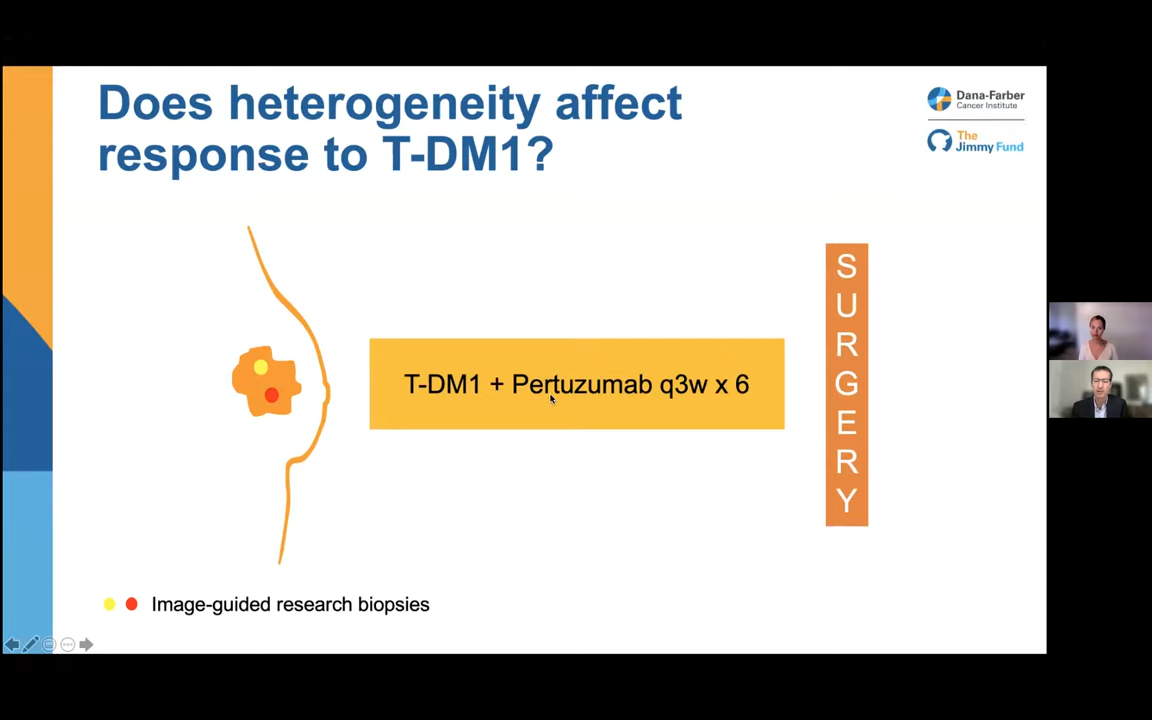 Does heterogeneity affect
response to T-DM1?
Dana-Farber
Cancer Institute
The
Jimmy Fund
T-DM1 + Pertuzumab q3w x 6
S
U
R
G
E
R
Y
Image-guided research biopsies